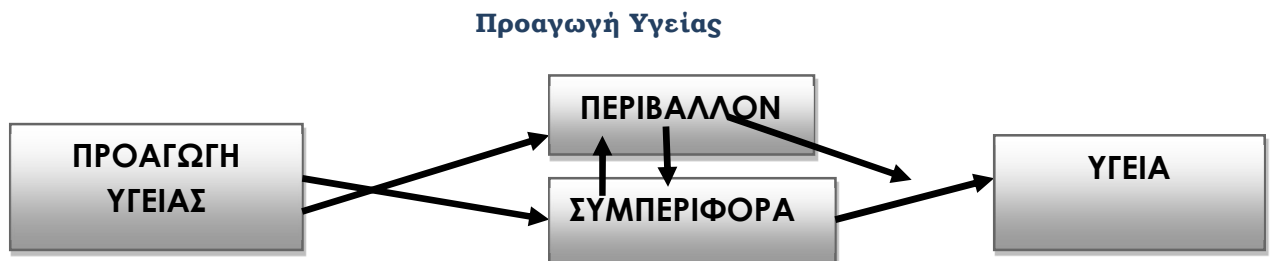 Προαγωγή Υγείας
ΠΕΡΙΒΑΛΛΟΝ
ΠΡΟΑΓΩΓΗ
ΥΓΕΙΑΣ
ΥΓΕΙΑ
ΣΥΜΠΕΡΙΦΟΡΑ